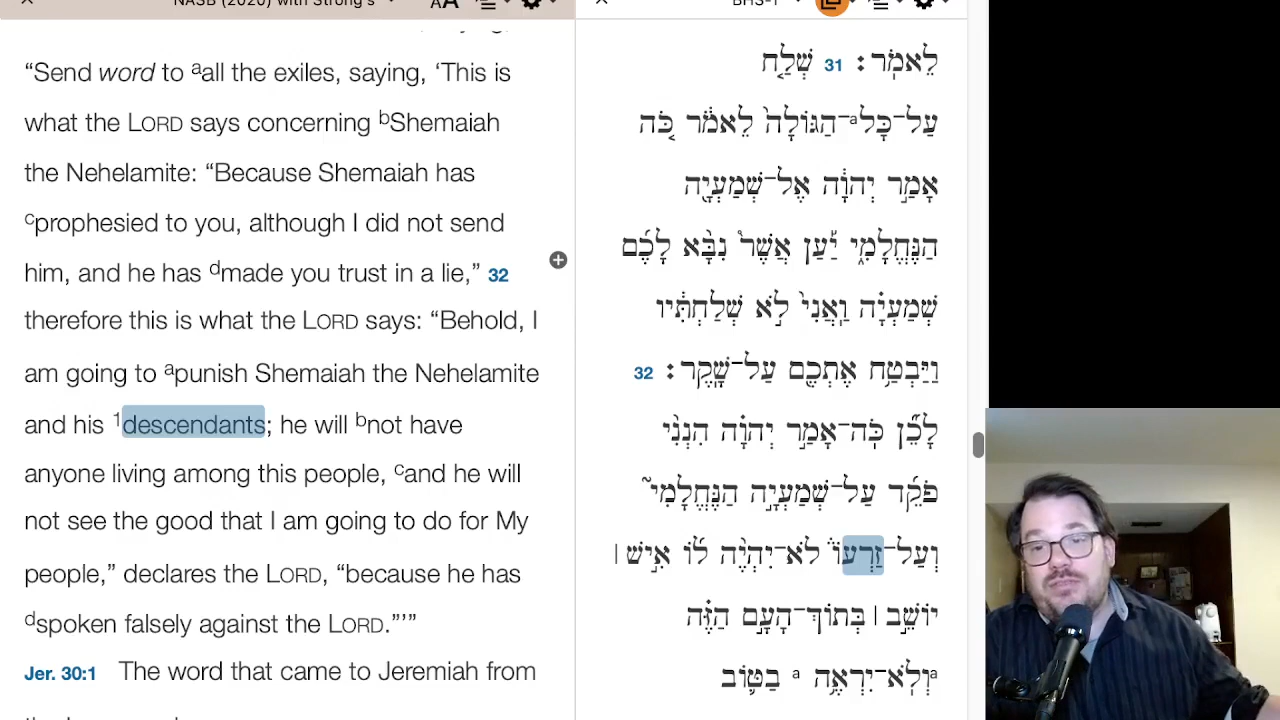 NASB (2020) with Strong's
“Send word to aall the exiles, saying, ‘This is
what the LORD says concerning bShemaiah
the Nehelamite: “Because Shemaiah has
cprophesied to you, although I did not send
him, and he has dmade you trust in a lie,” 32
therefore this is what the LORD says: “Behold, I
am going to apunish Shemaiah the Nehelamite
and his 1descendants; he will bnot have
anyone living among this people, cand he will
not see the good that I am going to do for My
people,” declares the LORD, “because he has
dspoken falsely against the LORD.”’”
Jer. 30:1 The word that came to Jeremiah from
BHS-T
לֵאמֹֽר׃ 31 שְׁלַ֤ח
עַל־כָּל־aהַגּוֹלָה֙ לֵאמֹ֔ר כֹּ֚ה
אָמַ֣ר יְהוָ֔ה אֶל־שְׁמַעְיָ֖ה
הַנֶּחֱלָמִ֑י יַ֡עַן אֲשֶׁר֩ נִבָּ֨א לָכֶ֜ם
שְׁמַעְיָ֗ה וַֽאֲנִי֙ לֹ֣א שְׁלַחְתִּ֔יו
וַיַּבְטַ֥ח אֶתְכֶ֖ם עַל־שָֽׁקֶר׃ 32
לָכֵ֞ן כֹּֽה־אָמַ֣ר יְהוָ֗ה הִנְנִ֨י
פֹקֵ֜ד עַל־שְׁמַעְיָ֣ה הַנֶּחֱלָמִי֮
וְעַל־זַרְעוֹ֒ לֹא־יִהְיֶ֨ה ל֜וֹ אִ֣ישׁ ׀
יוֹשֵׁ֣ב ׀ בְּתוֹךְ־הָעָ֣ם הַזֶּ֗ה
aוְלֹֽא־יִרְאֶ֥ה a בַטּ֛וֹב